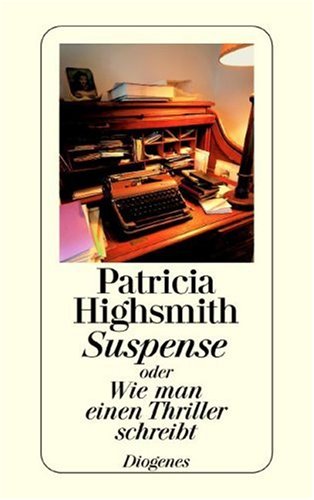 Patricia
Highsmith
Suspense
oder
Wie man
einen Thriller
schreibt
Diogenes